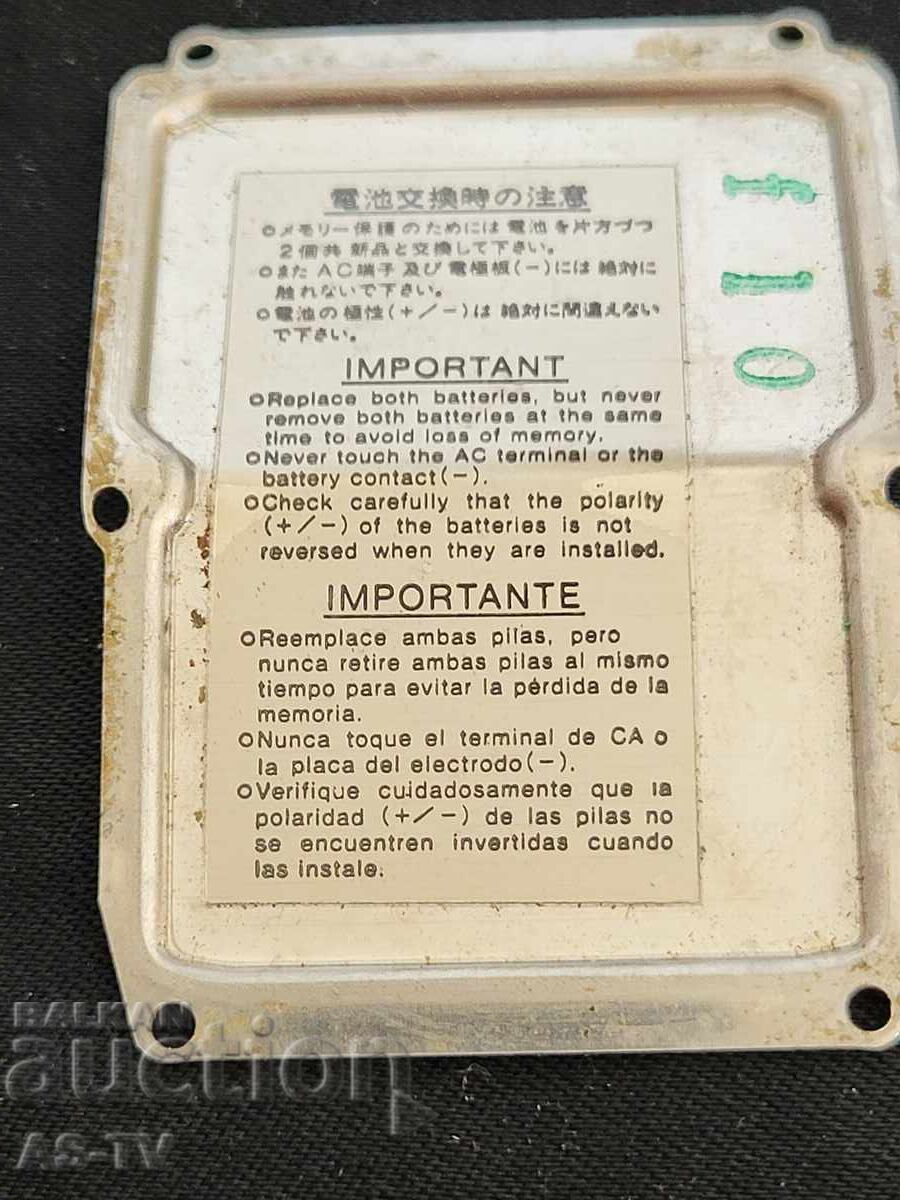 電池交換時の注意
○メモリー保護のためには電池を片方づつ
2個共新品と交換して下さい。
○またAC端子及び電極板(−)には絶対に
触れないで下さい。
○電池の極性(+/−)は絶対に間違えない
で下さい。
IMPORTANT
○Replace both batteries, but never
remove both batteries at the same
time to avoid loss of memory.
○Never touch the AC terminal or the
battery contact(−).
○Check carefully that the polarity
(+/−) of the batteries is not
reversed when they are installed.
IMPORTANTE
○Reemplace ambas pilas, pero
nunca retire ambas pilas al mismo
tiempo para evitar la pérdida de la
memoria.
○Nunca toque el terminal de CA o
la placa del electrodo(−).
○Verifique cuidadosamente que la
polaridad (+/−) de las pilas no
se encuentren invertidas cuando
las instale.
f10
BALKAN
auction
AS-TV